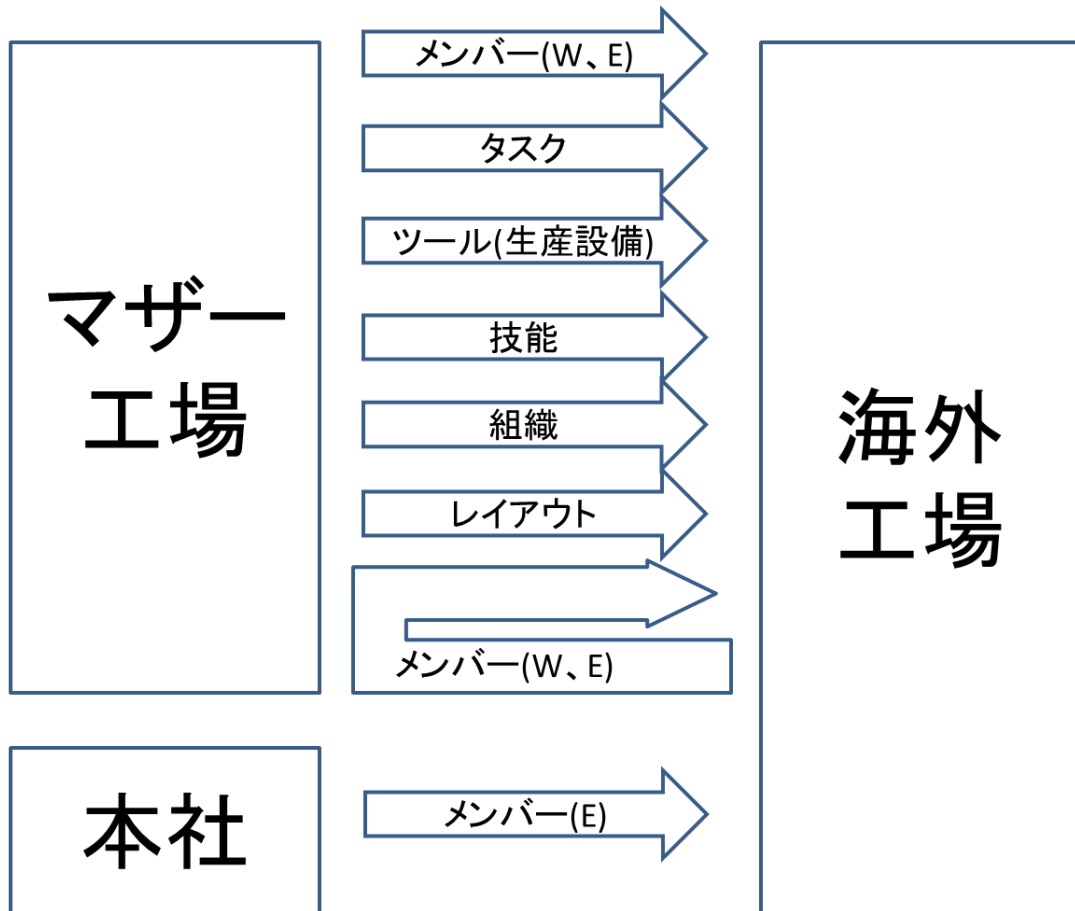 マザー
工場
メンバー(W、E)
タスク
ツール(生産設備)
技能
組織
レイアウト
メンバー(W、E)
海外
工場
本社
メンバー(E)